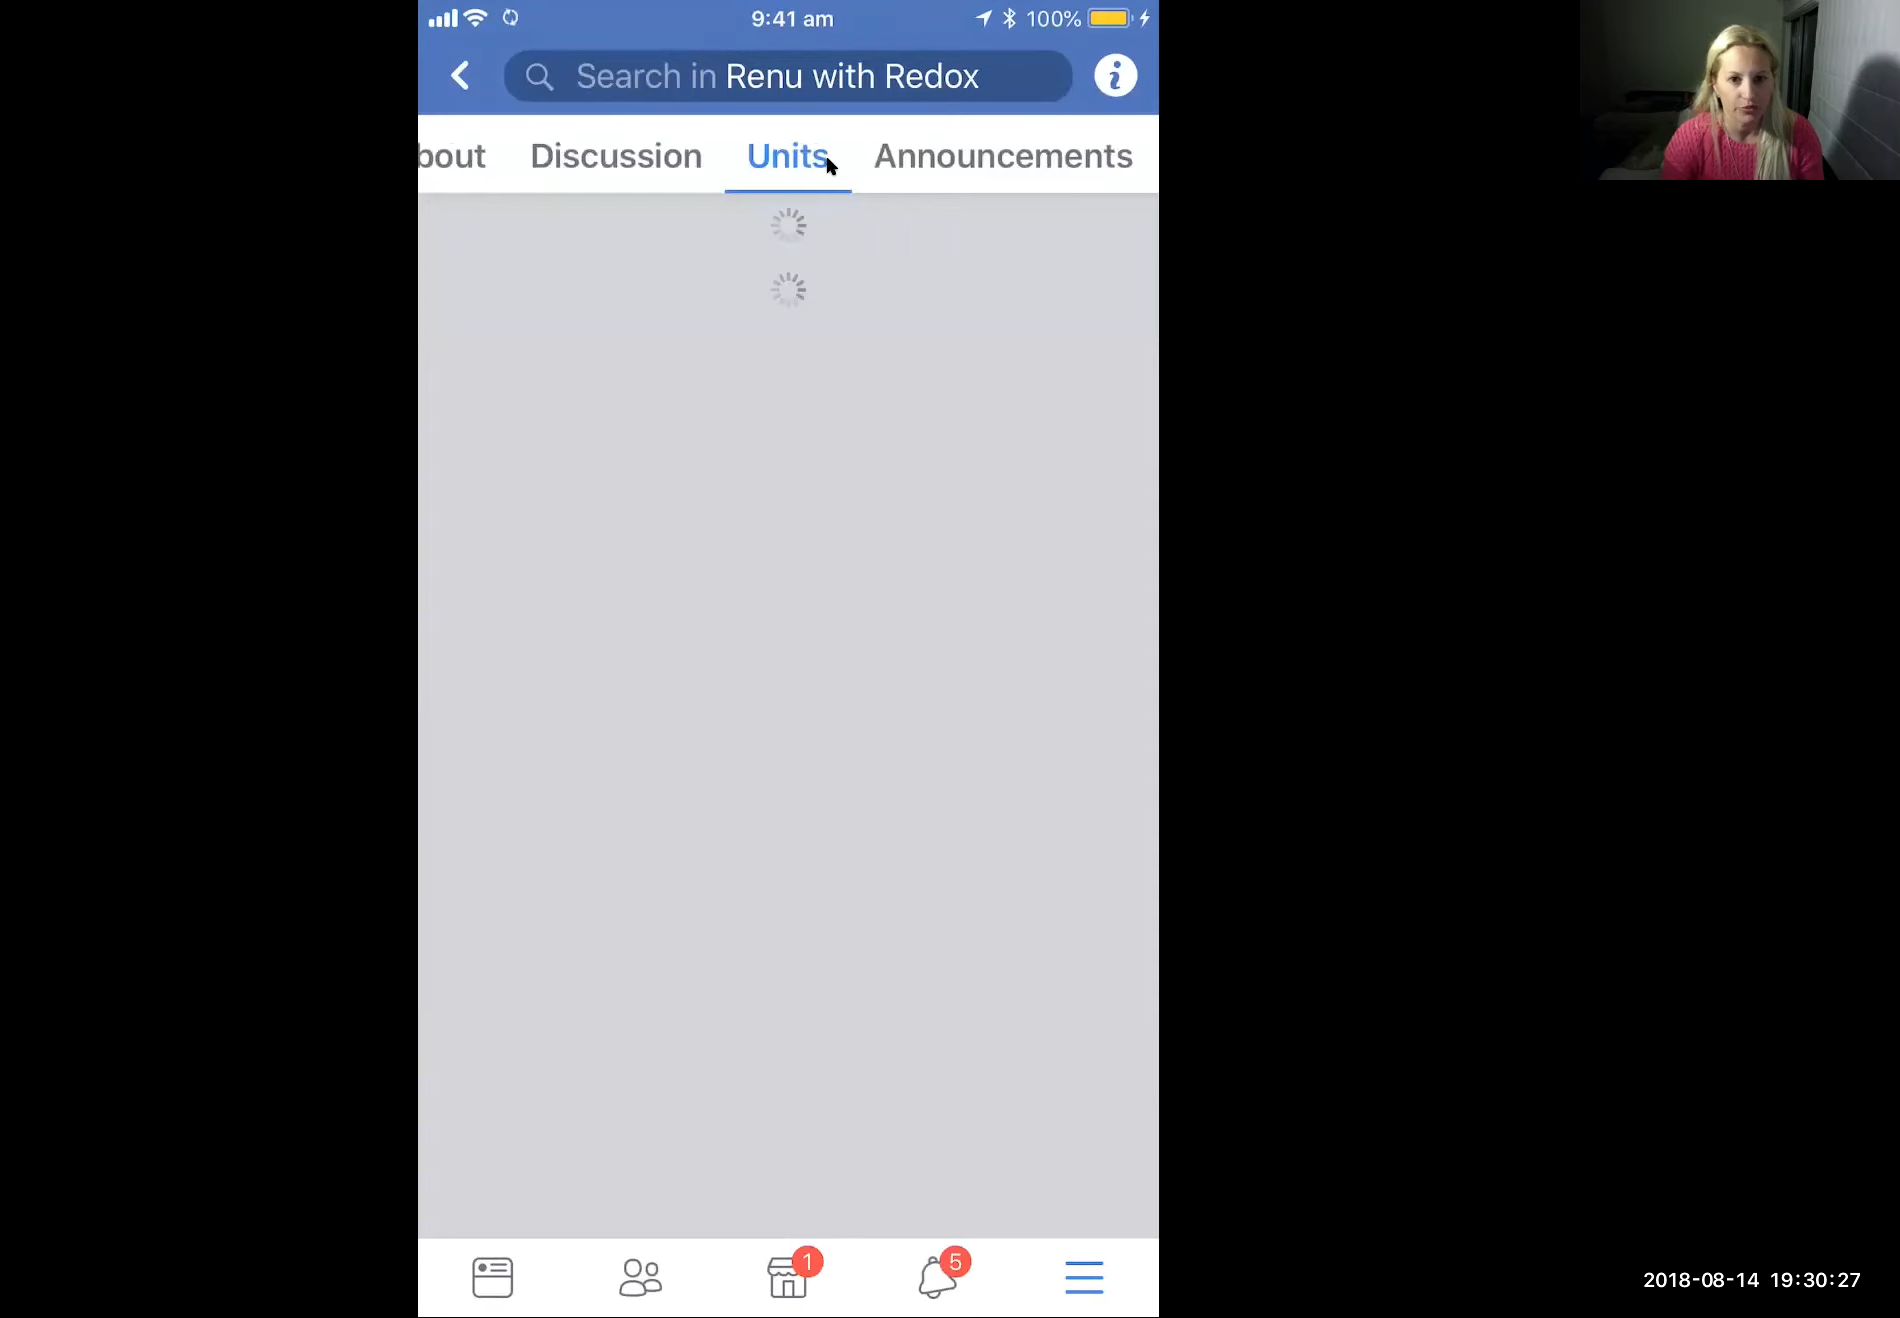 9:41 am
100%
Search in Renu with Redox
bout
Discussion
Units
Announcements
1
5
2018-08-14 19:30:27